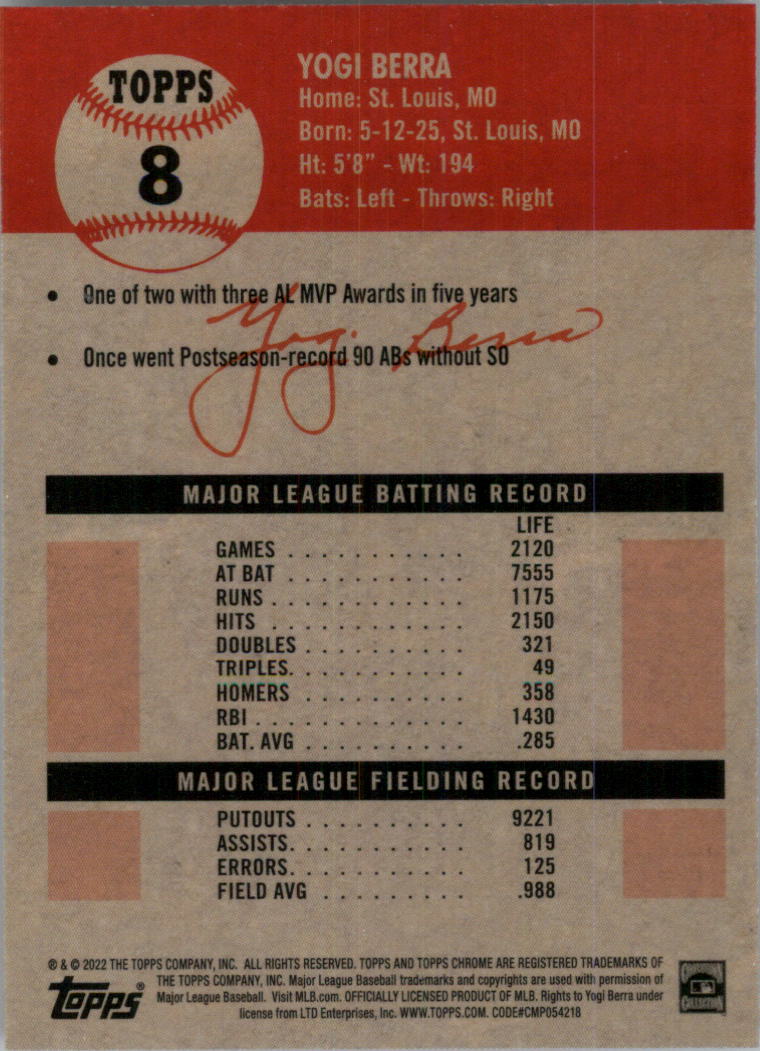 TOPPS
8
YOGI BERRA
Home: St. Louis, MO
Born: 5-12-25, St. Louis, MO
Ht: 5'8" - Wt: 194
Bats: Left - Throws: Right
• One of two with three AL MVP Awards in five years
Yogi Berra
• Once went Postseason-record 90 ABs without SO
MAJOR LEAGUE BATTING RECORD
LIFE
GAMES . . . . . . . . . . . 2120
AT BAT . . . . . . . . . . . 7555
RUNS . . . . . . . . . . . . 1175
HITS . . . . . . . . . . . . 2150
DOUBLES . . . . . . . . . . 321
TRIPLES. . . . . . . . . . . 49
HOMERS . . . . . . . . . . 358
RBI . . . . . . . . . . . . . 1430
BAT. AVG . . . . . . . . . . .285
MAJOR LEAGUE FIELDING RECORD
PUTOUTS . . . . . . . . . . 9221
ASSISTS. . . . . . . . . . . 819
ERRORS. . . . . . . . . . . 125
FIELD AVG . . . . . . . . . .988
® & © 2022 THE TOPPS COMPANY, INC. ALL RIGHTS RESERVED. TOPPS AND TOPPS CHROME ARE REGISTERED TRADEMARKS OF
THE TOPPS COMPANY, INC. Major League Baseball trademarks and copyrights are used with permission of
Major League Baseball. Visit MLB.com. OFFICIALLY LICENSED PRODUCT OF MLB. Rights to Yogi Berra under
license from LTD Enterprises, Inc. WWW.TOPPS.COM. CODE#CMP054218
topps®
COOPERSTOWN
COLLECTION